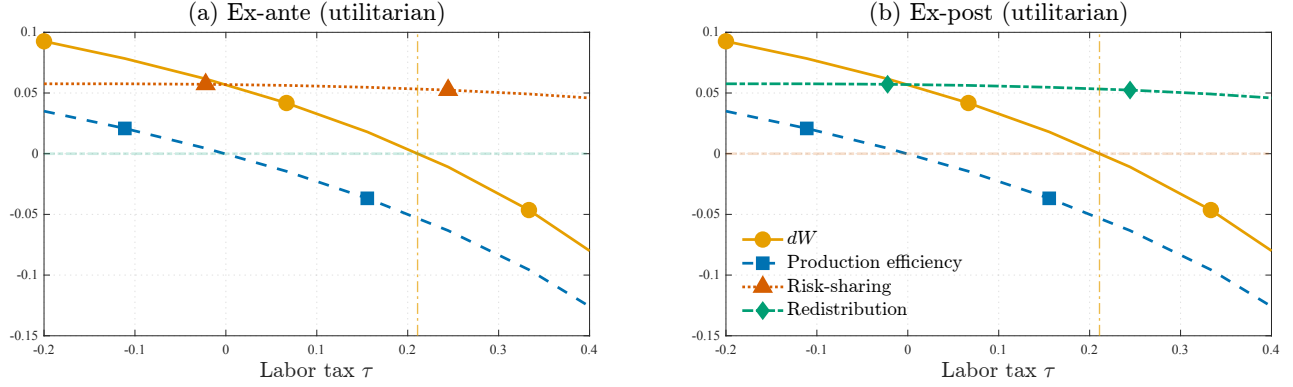 (a) Ex-ante (utilitarian)
0.1
0.05
0
-0.05
-0.1
-0.15
-0.2 -0.1 0 0.1 0.2 0.3 0.4
Labor tax τ
(b) Ex-post (utilitarian)
0.1
0.05
0
-0.05
-0.1
-0.15
dW
Production efficiency
Risk-sharing
Redistribution
-0.2 -0.1 0 0.1 0.2 0.3 0.4
Labor tax τ